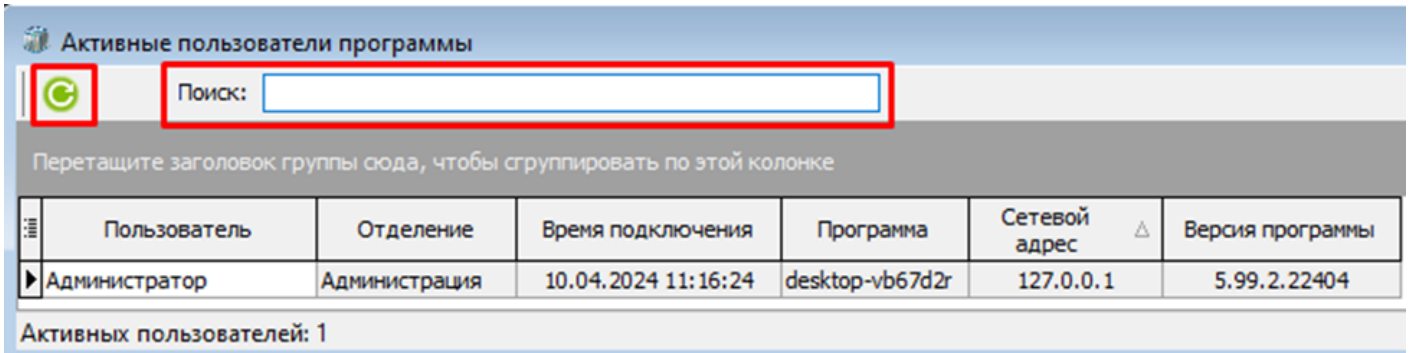 Активные пользователи программы
Поиск:
Перетащите заголовок группы сюда, чтобы сгруппировать по этой колонке
Пользователь Отделение Время подключения Программа Сетевой адрес Версия программы
Администратор Администрация 10.04.2024 11:16:24 desktop-vb67d2r 127.0.0.1 5.99.2.22404
Активных пользователей: 1